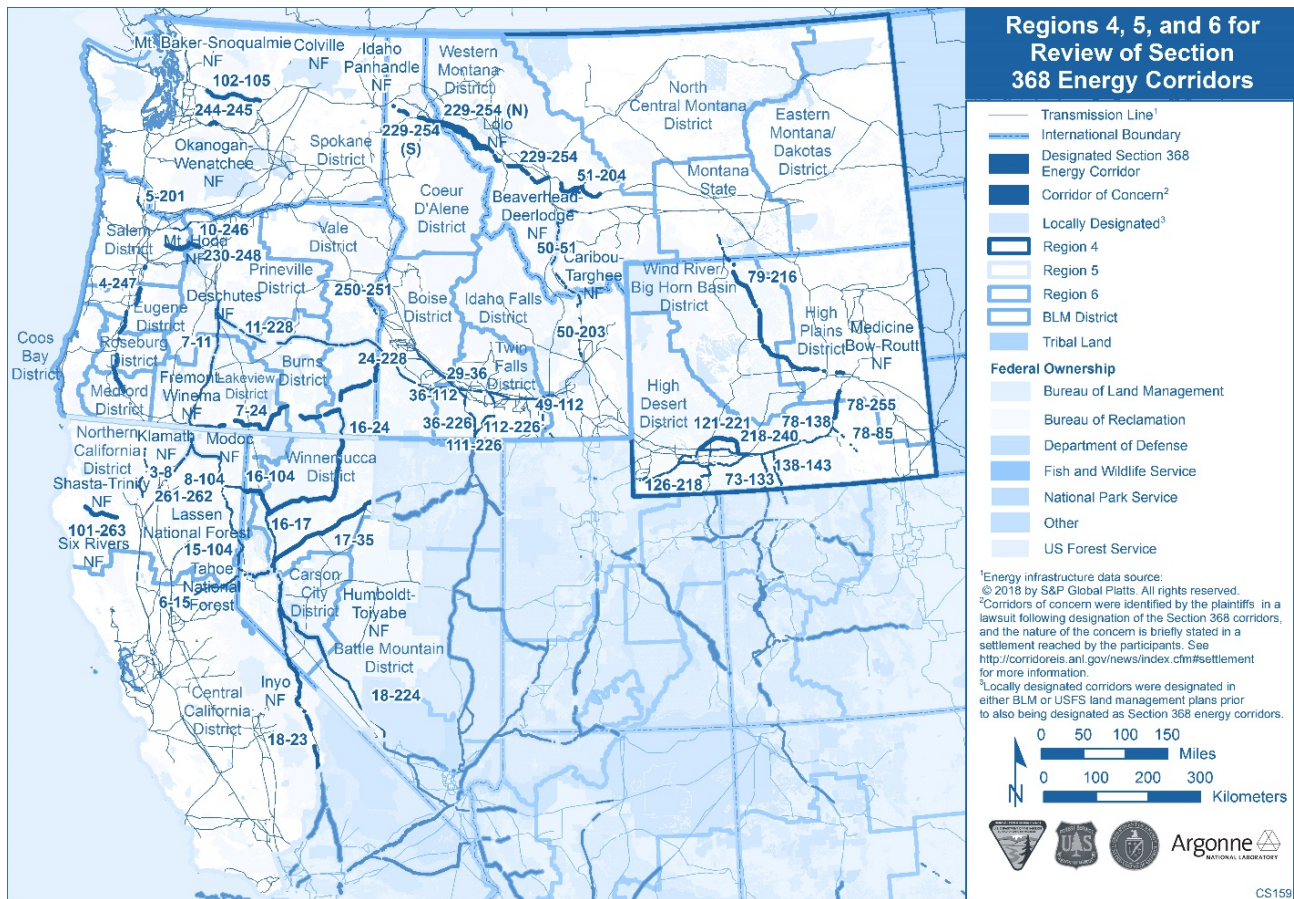 Regions 4, 5, and 6 for
Review of Section
368 Energy Corridors
Transmission Line¹
International Boundary
Designated Section 368
Energy Corridor
Corridor of Concern²
Locally Designated³
Region 4
Region 5
Region 6
BLM District
Tribal Land
Federal Ownership
Bureau of Land Management
Bureau of Reclamation
Department of Defense
Fish and Wildlife Service
National Park Service
Other
US Forest Service
¹Energy infrastructure data source:
© 2018 by S&P Global Platts. All rights reserved.
²Corridors of concern were identified by the plaintiffs in a
lawsuit following designation of the Section 368 corridors,
and the nature of the concern is briefly stated in a
settlement reached by the participants. See
http://corridoreis.anl.gov/news/index.cfm#settlement
for more information.
³Locally designated corridors were designated in
either BLM or USFS land management plans prior
to also being designated as Section 368 energy corridors.
0 50 100 150
Miles
0 100 200 300
Kilometers
N
UAS
Argonne
NATIONAL LABORATORY
CS159
Mt. Baker-Snoqualmie
NF
Colville
NF
Idaho
Panhandle
NF
Western
Montana
District
102-105
244-245
229-254 (N)
Lolo
NF
229-254
(S)
North
Central Montana
District
Eastern
Montana/
Dakotas
District
Okanogan-
Wenatchee
NF
Spokane
District
229-254
51-204
Montana
State
5-201
Coeur
D'Alene
District
Beaverhead-
Deerlodge
NF
Salem
District
10-246
Mt. Hood
NF
230-248
Vale
District
50-51
Caribou-
Targhee
NF
Wind River/
Big Horn Basin
District
79-216
4-247
Prineville
District
Deschutes
NF
250-251
Boise
District
Idaho Falls
District
Eugene
District
11-228
50-203
High
Plains
District
Medicine
Bow-Routt
NF
Coos
Bay
District
Roseburg
District
7-11
Burns
District
24-228
Twin
Falls
District
29-36
Medford
District
Fremont-
Winema
NF
Lakeview
District
36-112
49-112
High
Desert
District
7-24
16-24
36-226
112-226
111-226
121-221
78-138
78-255
218-240
78-85
Northern
California
District
Klamath
NF
Modoc
NF
Winnemucca
District
138-143
126-218
73-133
3-8
8-104
16-104
Shasta-Trinity
NF
261-262
101-263
Lassen
National Forest
16-17
Six Rivers
NF
17-35
15-104
Tahoe
National
Forest
Carson
City
District
Humboldt-
Toiyabe
NF
6-15
Battle Mountain
District
Inyo
NF
18-224
Central
California
District
18-23